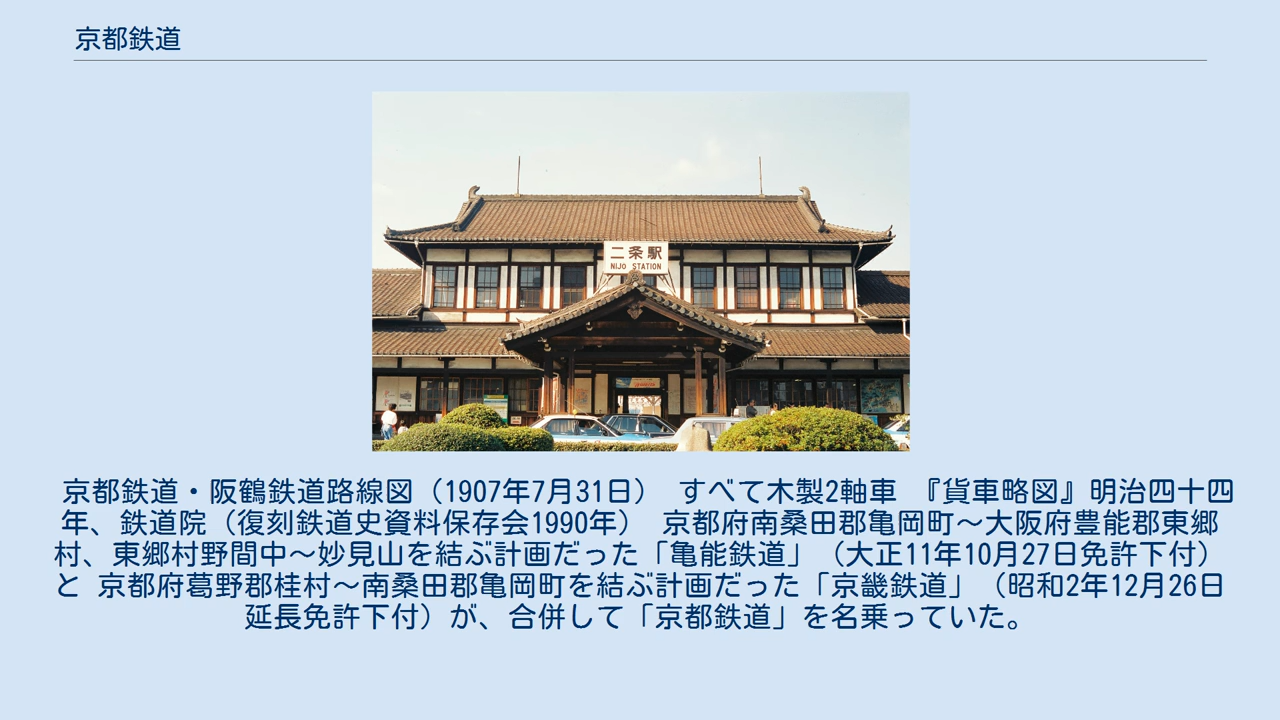 京都鉄道
二条駅
NIJO STATION
京都鉄道・阪鶴鉄道路線図（1907年7月31日） すべて木製2軸車 『貨車略図』明治四十四
年、鉄道院（復刻鉄道史資料保存会1990年） 京都府南桑田郡亀岡町～大阪府豊能郡東郷
村、東郷村野間中～妙見山を結ぶ計画だった「亀能鉄道」（大正11年10月27日免許下付）
と 京都府葛野郡桂村～南桑田郡亀岡町を結ぶ計画だった「京畿鉄道」（昭和2年12月26日
延長免許下付）が、合併して「京都鉄道」を名乗っていた。